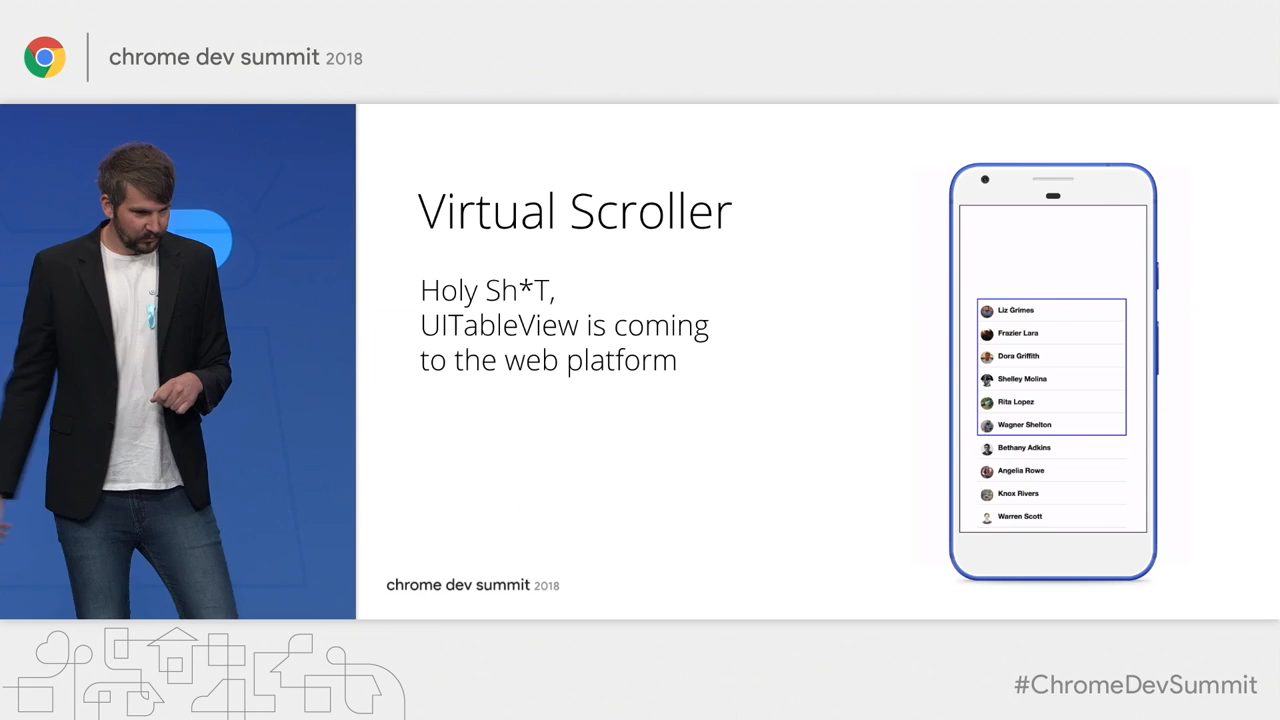 chrome dev summit 2018
Virtual Scroller
Holy Sh*T,
UITableView is coming
to the web platform
Liz Grimes
Frazier Lara
Dora Griffith
Shelley Molina
Rita Lopez
Wagner Shelton
Bethany Adkins
Angelia Rowe
Knox Rivers
Warren Scott
chrome dev summit 2018
#ChromeDevSummit